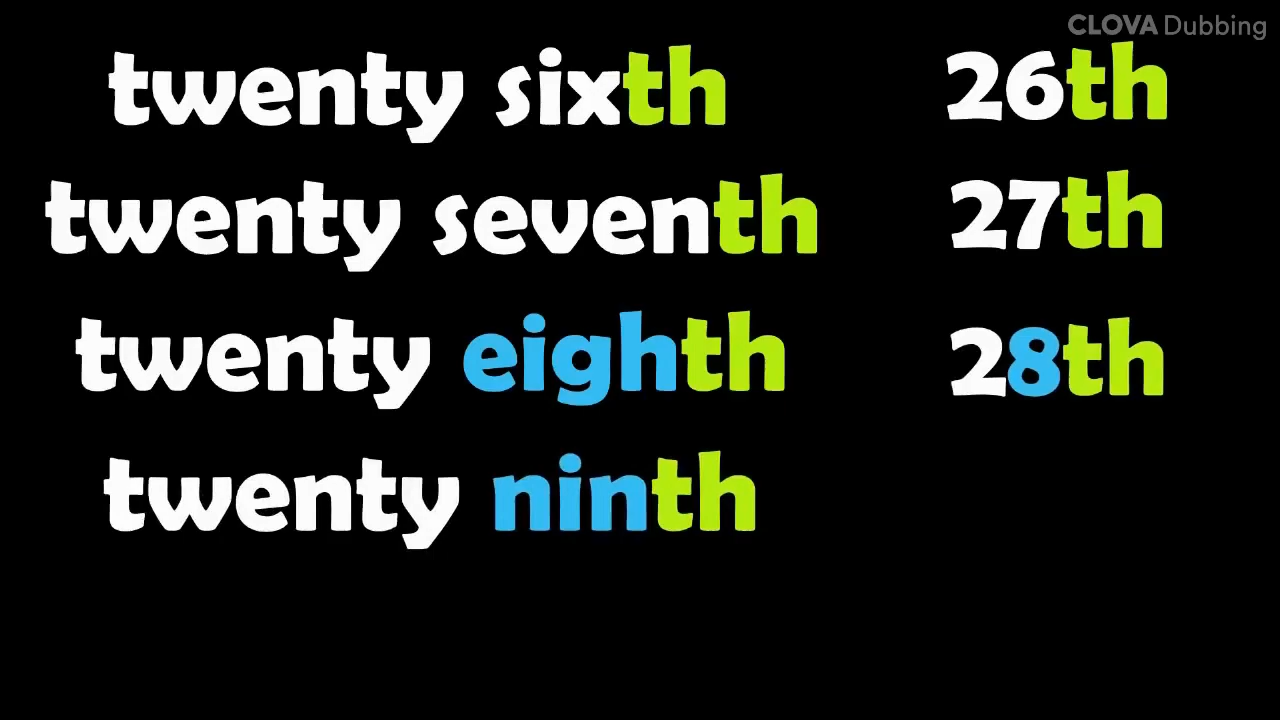 CLOVA Dubbing
twenty sixth 26th
twenty seventh 27th
twenty eighth 28th
twenty ninth